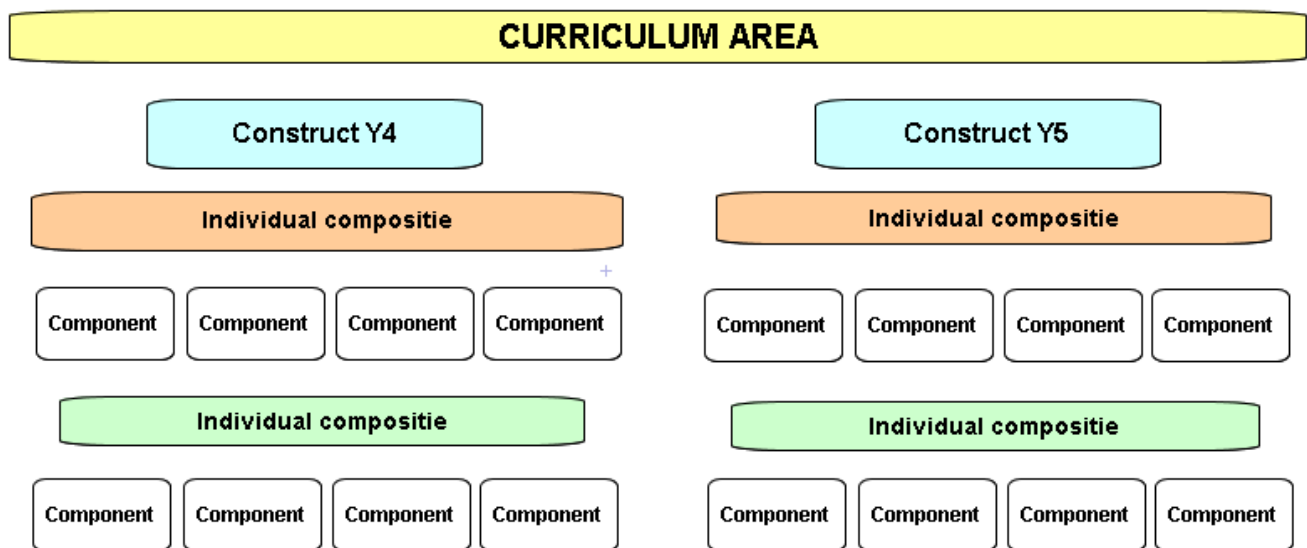 CURRICULUM AREA
Construct Y4 Construct Y5
Individual compositie Individual compositie
Component Component Component Component Component Component Component Component
Individual compositie Individual compositie
Component Component Component Component Component Component Component Component